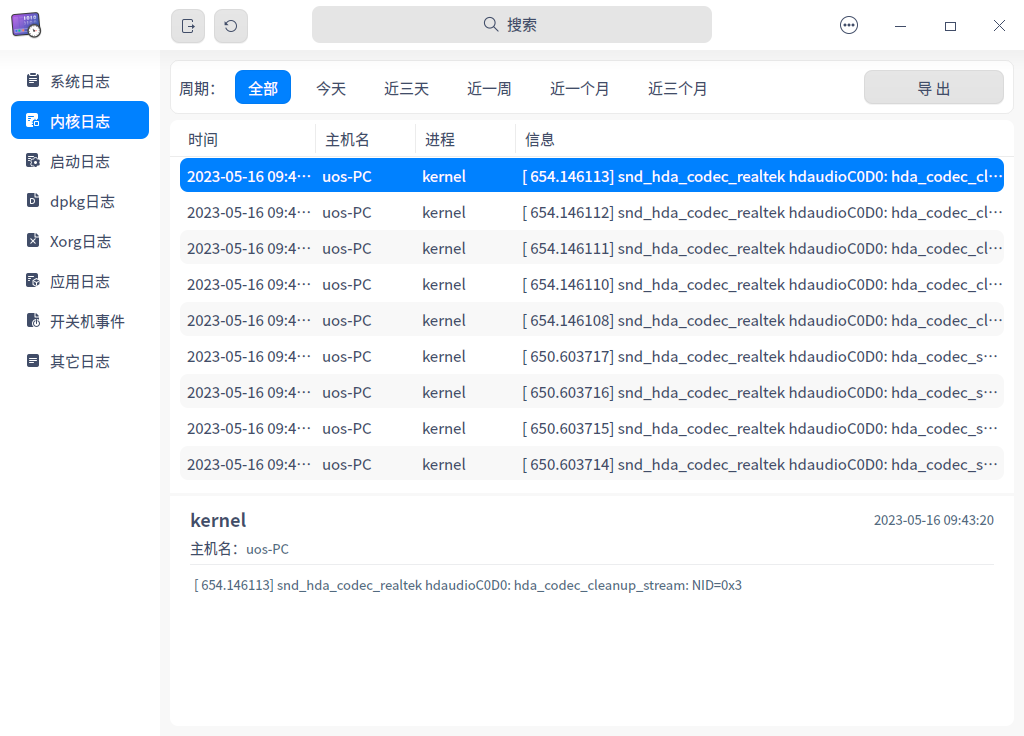 搜索
系统日志
内核日志
启动日志
dpkg日志
Xorg日志
应用日志
开关机事件
其它日志
周期： 全部 今天 近三天 近一周 近一个月 近三个月 导出
时间 主机名 进程 信息
2023-05-16 09:4··· uos-PC kernel [ 654.146113] snd_hda_codec_realtek hdaudioC0D0: hda_codec_cl···
2023-05-16 09:4··· uos-PC kernel [ 654.146112] snd_hda_codec_realtek hdaudioC0D0: hda_codec_cl···
2023-05-16 09:4··· uos-PC kernel [ 654.146111] snd_hda_codec_realtek hdaudioC0D0: hda_codec_cl···
2023-05-16 09:4··· uos-PC kernel [ 654.146110] snd_hda_codec_realtek hdaudioC0D0: hda_codec_cl···
2023-05-16 09:4··· uos-PC kernel [ 654.146108] snd_hda_codec_realtek hdaudioC0D0: hda_codec_cl···
2023-05-16 09:4··· uos-PC kernel [ 650.603717] snd_hda_codec_realtek hdaudioC0D0: hda_codec_s···
2023-05-16 09:4··· uos-PC kernel [ 650.603716] snd_hda_codec_realtek hdaudioC0D0: hda_codec_s···
2023-05-16 09:4··· uos-PC kernel [ 650.603715] snd_hda_codec_realtek hdaudioC0D0: hda_codec_s···
2023-05-16 09:4··· uos-PC kernel [ 650.603714] snd_hda_codec_realtek hdaudioC0D0: hda_codec_s···
kernel 2023-05-16 09:43:20
主机名： uos-PC
[ 654.146113] snd_hda_codec_realtek hdaudioC0D0: hda_codec_cleanup_stream: NID=0x3